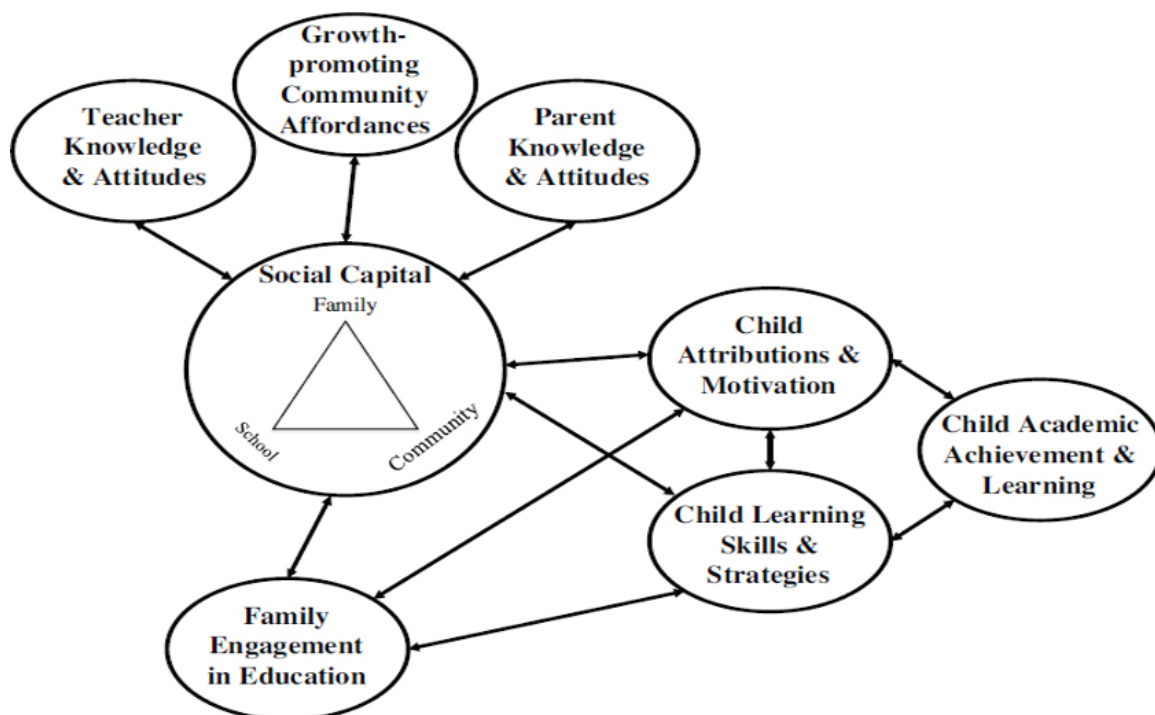 Growth-
promoting
Community
Affordances
Teacher
Knowledge
& Attitudes
Parent
Knowledge
& Attitudes
Social Capital
Family
School
Community
Child
Attributions &
Motivation
Child Academic
Achievement &
Learning
Child Learning
Skills &
Strategies
Family
Engagement
in Education